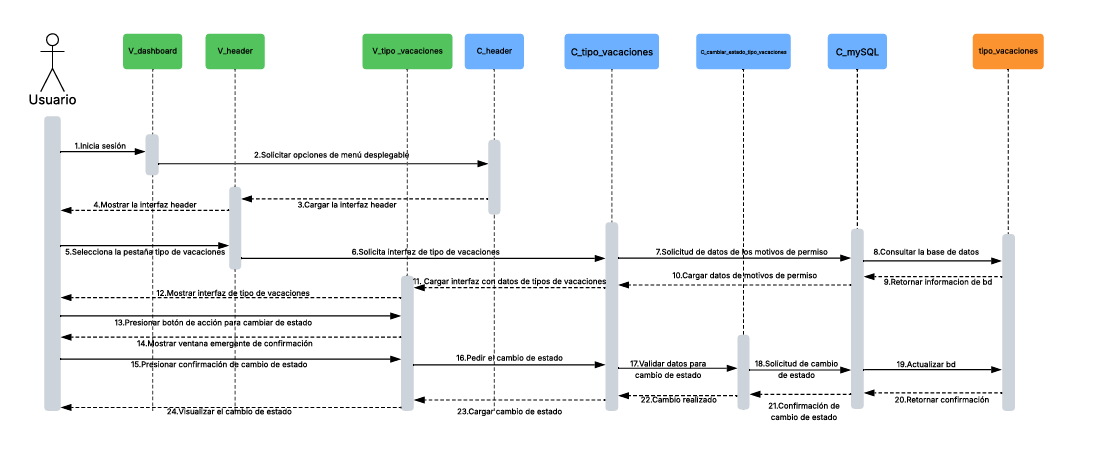 V_dashboard
V_header
V_tipo _vacaciones
C_header
C_tipo_vacaciones
C_cambiar_estado_tipo_vacaciones
C_mySQL
tipo_vacaciones
Usuario
1.Inicia sesión
2.Solicitar opciones de menú desplegable
3.Cargar la interfaz header
4.Mostrar la interfaz header
5.Selecciona la pestaña tipo de vacaciones
6.Solicita interfaz de tipo de vacaciones
7.Solicitud de datos de los motivos de permiso
8.Consultar la base de datos
9.Retornar informacion de bd
10.Cargar datos de motivos de permiso
11. Cargar interfaz con datos de tipos de vacaciones
12.Mostrar interfaz de tipo de vacaciones
13.Presionar botón de acción para cambiar de estado
14.Mostrar ventana emergente de confirmación
15.Presionar confirmación de cambio de estado
16.Pedir el cambio de estado
17.Validar datos para
cambio de estado
18.Solicitud de cambio
de estado
19.Actualizar bd
20.Retornar confirmación
21.Confirmación de
cambio de estado
22.Cambio realizado
23.Cargar cambio de estado
24.Visualizar el cambio de estado